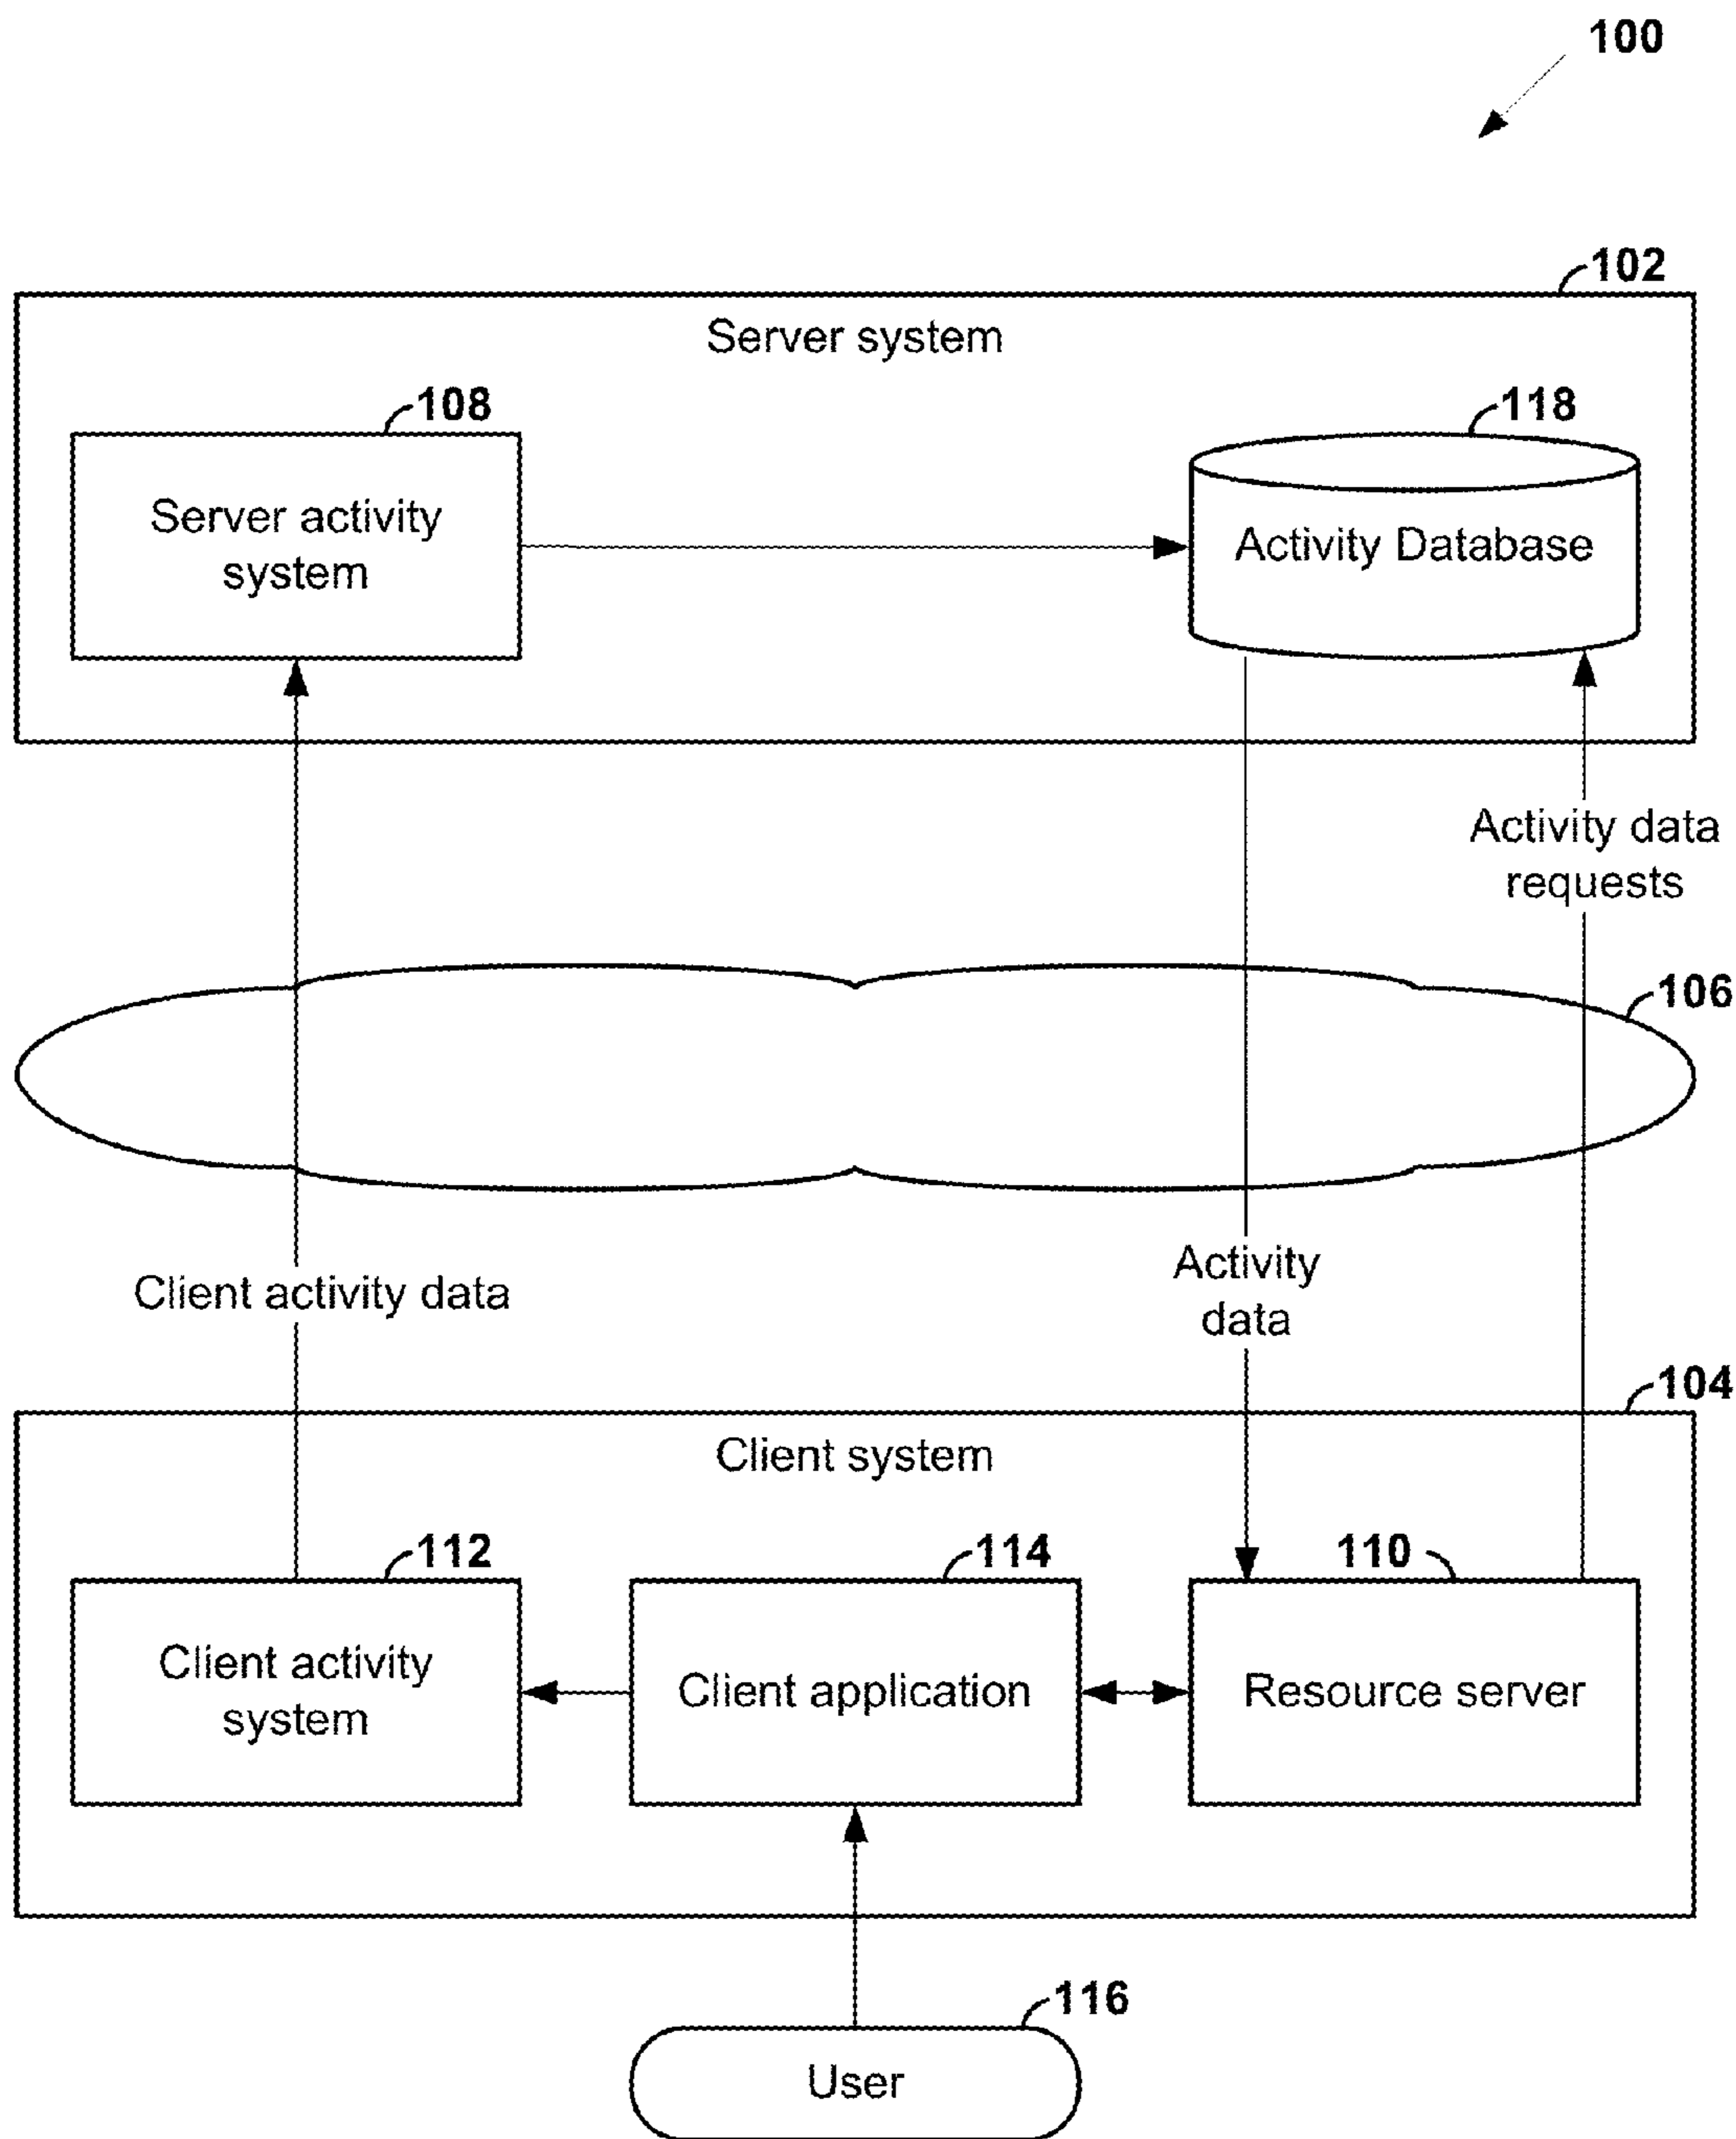 100
102
Server system
108
118
Server activity
system
Activity Database
Activity data
requests
106
Client activity data
Activity
data
104
Client system
112
114
110
Client activity
system
Client application
Resource server
116
User